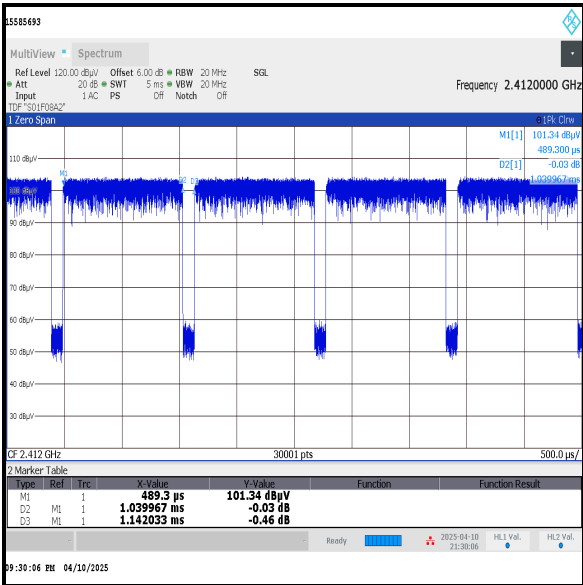 15585693
MultiView Spectrum
Ref Level 120.00 dBµV Offset 6.00 dB RBW 20 MHz SGL
Att 20 dB SWT 5 ms VBW 20 MHz Frequency 2.4120000 GHz
Input 1 AC PS Off Notch Off
TDF "S01F08A2"
1 Zero Span 1Pk Clrw
M1[1] 101.34 dBµV
489.300 µs
D2[1] -0.03 dB
1.039967 ms
110 dBµV
M1 D2 D3
100 dBµV
90 dBµV
80 dBµV
70 dBµV
60 dBµV
50 dBµV
40 dBµV
30 dBµV
CF 2.412 GHz 30001 pts 500.0 µs/
2 Marker Table
Type Ref Trc X-Value Y-Value Function Function Result
M1 1 489.3 µs 101.34 dBµV
D2 M1 1 1.039967 ms -0.03 dB
D3 M1 1 1.142033 ms -0.46 dB
Ready 2025-04-10 21:30:06 HL1 Val. HL2 Val.
09:30:06 PM 04/10/2025